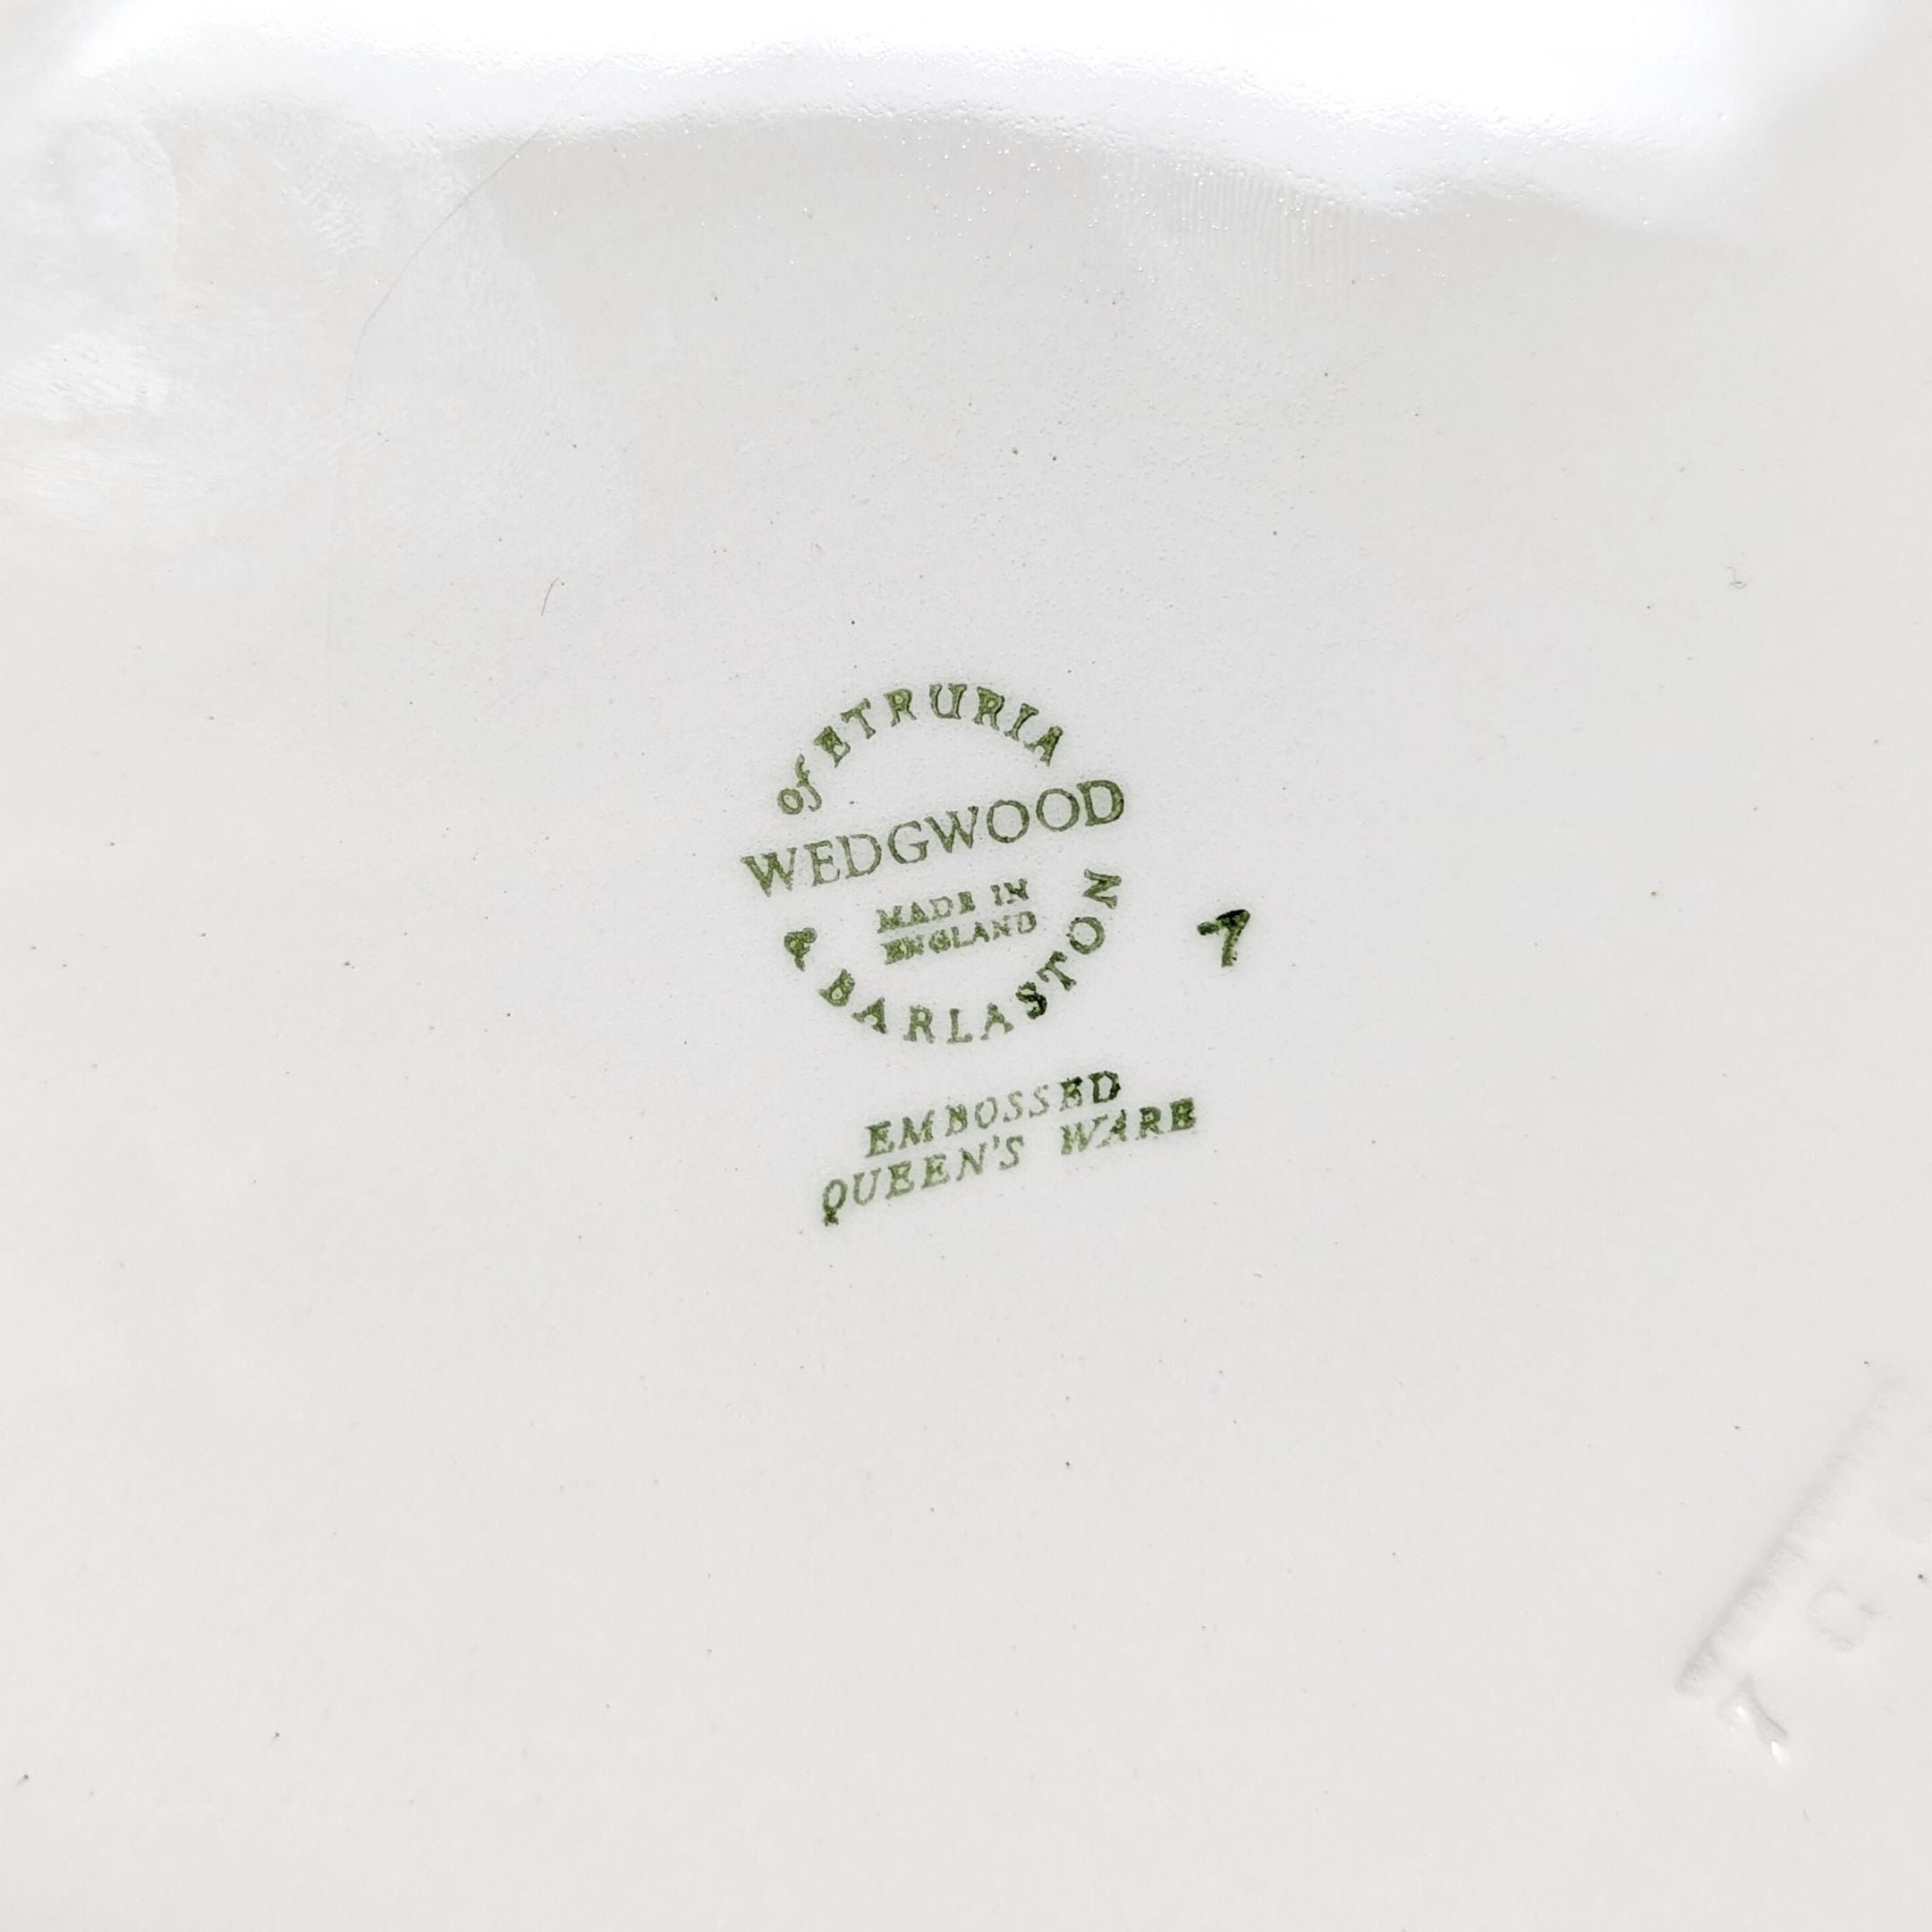 of ETRURIA
WEDGWOOD
MADE IN
ENGLAND
& BARLASTON
7
EMBOSSED
QUEEN'S WARE